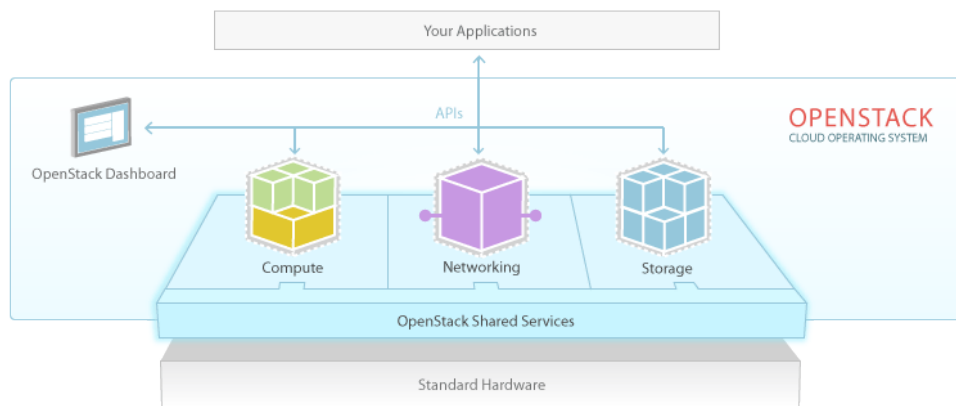 Your Applications
APIs
OPENSTACK
CLOUD OPERATING SYSTEM
OpenStack Dashboard
Compute
Networking
Storage
OpenStack Shared Services
Standard Hardware